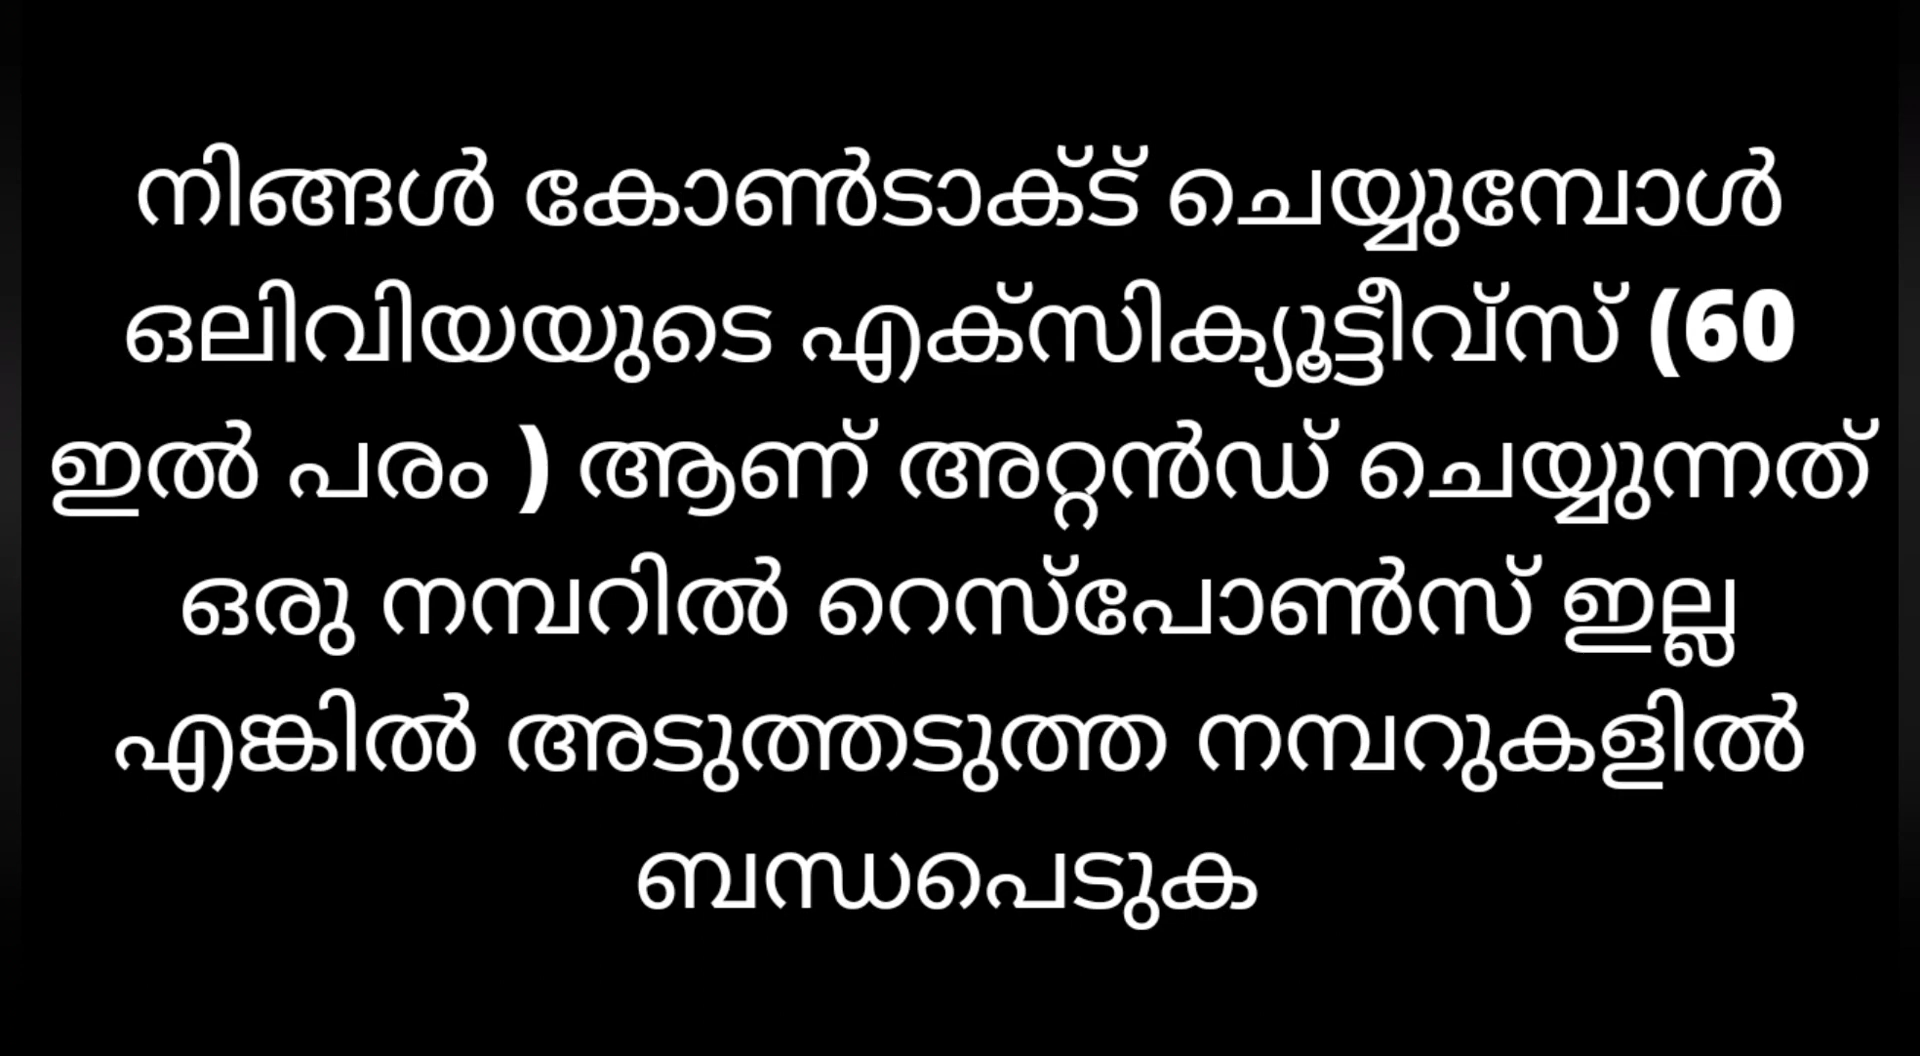 നിങ്ങൾ കോൺടാക്ട് ചെയ്യുമ്പോൾ
ഒലിവിയയുടെ എക്സിക്യൂട്ടീവ്സ് (60
ഇൽ പരം ) ആണ് അറ്റൻഡ് ചെയ്യുന്നത്
ഒരു നമ്പറിൽ റെസ്പോൺസ് ഇല്ല
എങ്കിൽ അടുത്തടുത്ത നമ്പറുകളിൽ
ബന്ധപെടുക